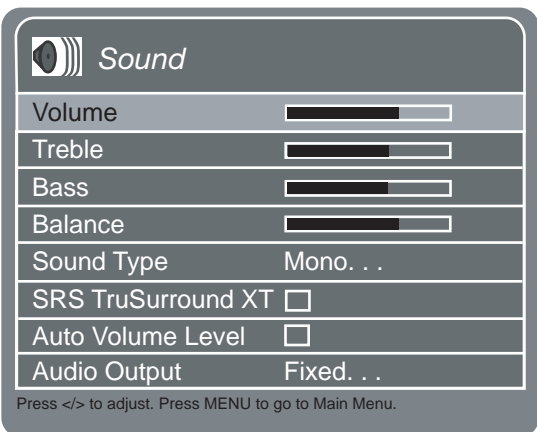 Sound
Volume
Treble
Bass
Balance
Sound Type Mono. . .
SRS TruSurround XT
Auto Volume Level
Audio Output Fixed. . .
Press </> to adjust. Press MENU to go to Main Menu.